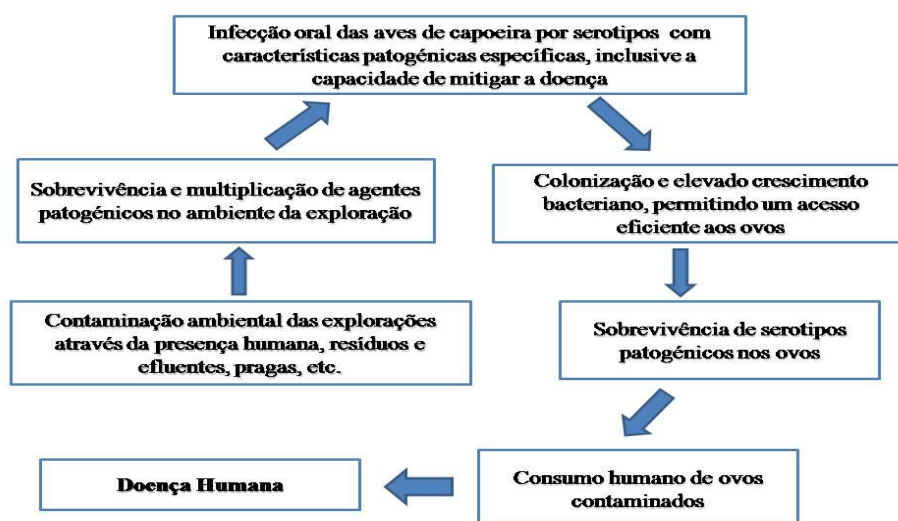 Infecção oral das aves de capoeira por serotipos com
características patogénicas específicas, inclusive a
capacidade de mitigar a doença
Sobrevivência e multiplicação de agentes
patogénicos no ambiente da exploração
Colonização e elevado crescimento
bacteriano, permitindo um acesso
eficiente aos ovos
Contaminação ambiental das explorações
através da presença humana, resíduos e
efluentes, pragas, etc.
Sobrevivência de serotipos
patogénicos nos ovos
Doença Humana
Consumo humano de ovos
contaminados